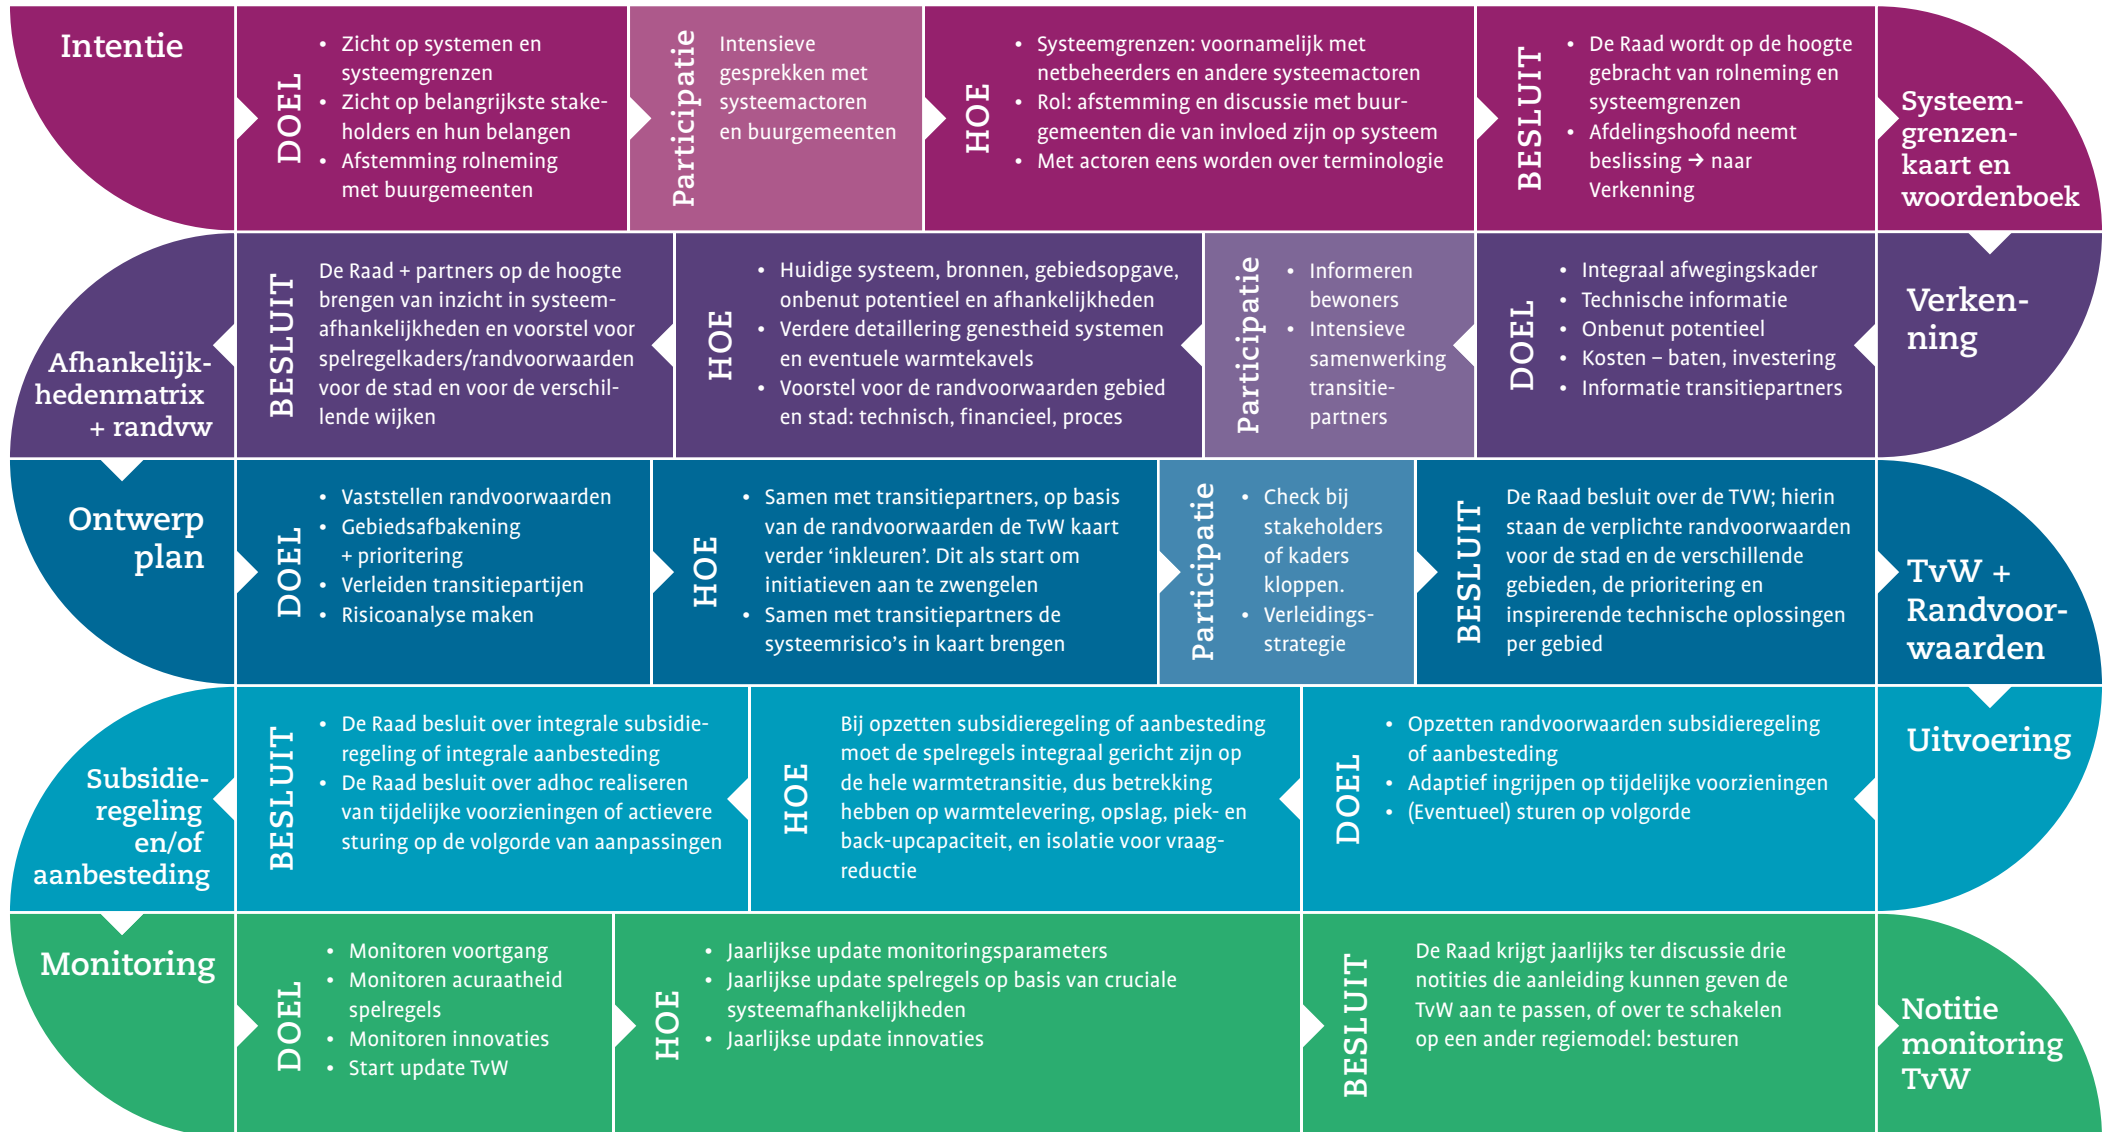 Intentie
DOEL
• Zicht op systemen en
systeemgrenzen
• Zicht op belangrijkste stake-
holders en hun belangen
• Afstemming rolneming
met buurgemeenten
Participatie
Intensieve
gesprekken met
systeemactoren
en buurgemeenten
HOE
• Systeemgrenzen: voornamelijk met
netbeheerders en andere systeemactoren
• Rol: afstemming en discussie met buur-
gemeenten die van invloed zijn op systeem
• Met actoren eens worden over terminologie
BESLUIT
• De Raad wordt op de hoogte
gebracht van rolneming en
systeemgrenzen
• Afdelingshoofd neemt
beslissing → naar
Verkenning
Systeem-
grenzen-
kaart en
woordenboek
Verken-
ning
DOEL
• Integraal afwegingskader
• Technische informatie
• Onbenut potentieel
• Kosten – baten, investering
• Informatie transitiepartners
Participatie
• Informeren
bewoners
• Intensieve
samenwerking
transitie-
partners
HOE
• Huidige systeem, bronnen, gebiedsopgave,
onbenut potentieel en afhankelijkheden
• Verdere detaillering genestheid systemen
en eventuele warmtekavels
• Voorstel voor de randvoorwaarden gebied
en stad: technisch, financieel, proces
BESLUIT
De Raad + partners op de hoogte
brengen van inzicht in systeem-
afhankelijkheden en voorstel voor
spelregelkaders/randvoorwaarden
voor de stad en voor de verschil-
lende wijken
Afhankelijk-
hedenmatrix
+ randvw
Ontwerp
plan
DOEL
• Vaststellen randvoorwaarden
• Gebiedsafbakening
+ prioritering
• Verleiden transitiepartijen
• Risicoanalyse maken
HOE
• Samen met transitiepartners, op basis
van de randvoorwaarden de TvW kaart
verder ‘inkleuren’. Dit als start om
initiatieven aan te zwengelen
• Samen met transitiepartners de
systeemrisico’s in kaart brengen
Participatie
• Check bij
stakeholders
of kaders
kloppen.
• Verleidings-
strategie
BESLUIT
De Raad besluit over de TVW; hierin
staan de verplichte randvoorwaarden
voor de stad en de verschillende
gebieden, de prioritering en
inspirerende technische oplossingen
per gebied
TvW +
Randvoor-
waarden
Uitvoering
DOEL
• Opzetten randvoorwaarden subsidieregeling
of aanbesteding
• Adaptief ingrijpen op tijdelijke voorzieningen
• (Eventueel) sturen op volgorde
HOE
Bij opzetten subsidieregeling of aanbesteding
moet de spelregels integraal gericht zijn op
de hele warmtetransitie, dus betrekking
hebben op warmtelevering, opslag, piek- en
back-upcapaciteit, en isolatie voor vraag-
reductie
BESLUIT
• De Raad besluit over integrale subsidie-
regeling of integrale aanbesteding
• De Raad besluit over adhoc realiseren
van tijdelijke voorzieningen of actievere
sturing op de volgorde van aanpassingen
Subsidie-
regeling
en/of
aanbesteding
Monitoring
DOEL
• Monitoren voortgang
• Monitoren acuraatheid
spelregels
• Monitoren innovaties
• Start update TvW
HOE
• Jaarlijkse update monitoringsparameters
• Jaarlijkse update spelregels op basis van cruciale
systeemafhankelijkheden
• Jaarlijkse update innovaties
BESLUIT
De Raad krijgt jaarlijks ter discussie drie
notities die aanleiding kunnen geven de
TvW aan te passen, of over te schakelen
op een ander regiemodel: besturen
Notitie
monitoring
TvW